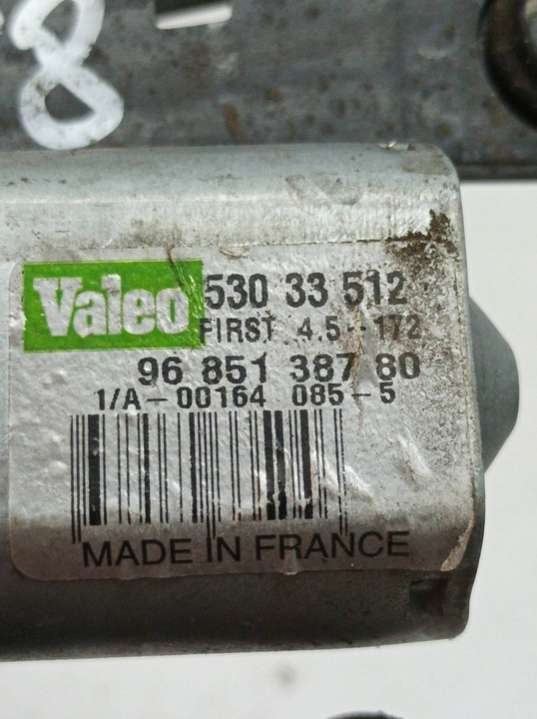 8
Valeo 530 33 512
FIRST 4.5-172
96 851 387 80
1/A-00164 085-5
MADE IN FRANCE